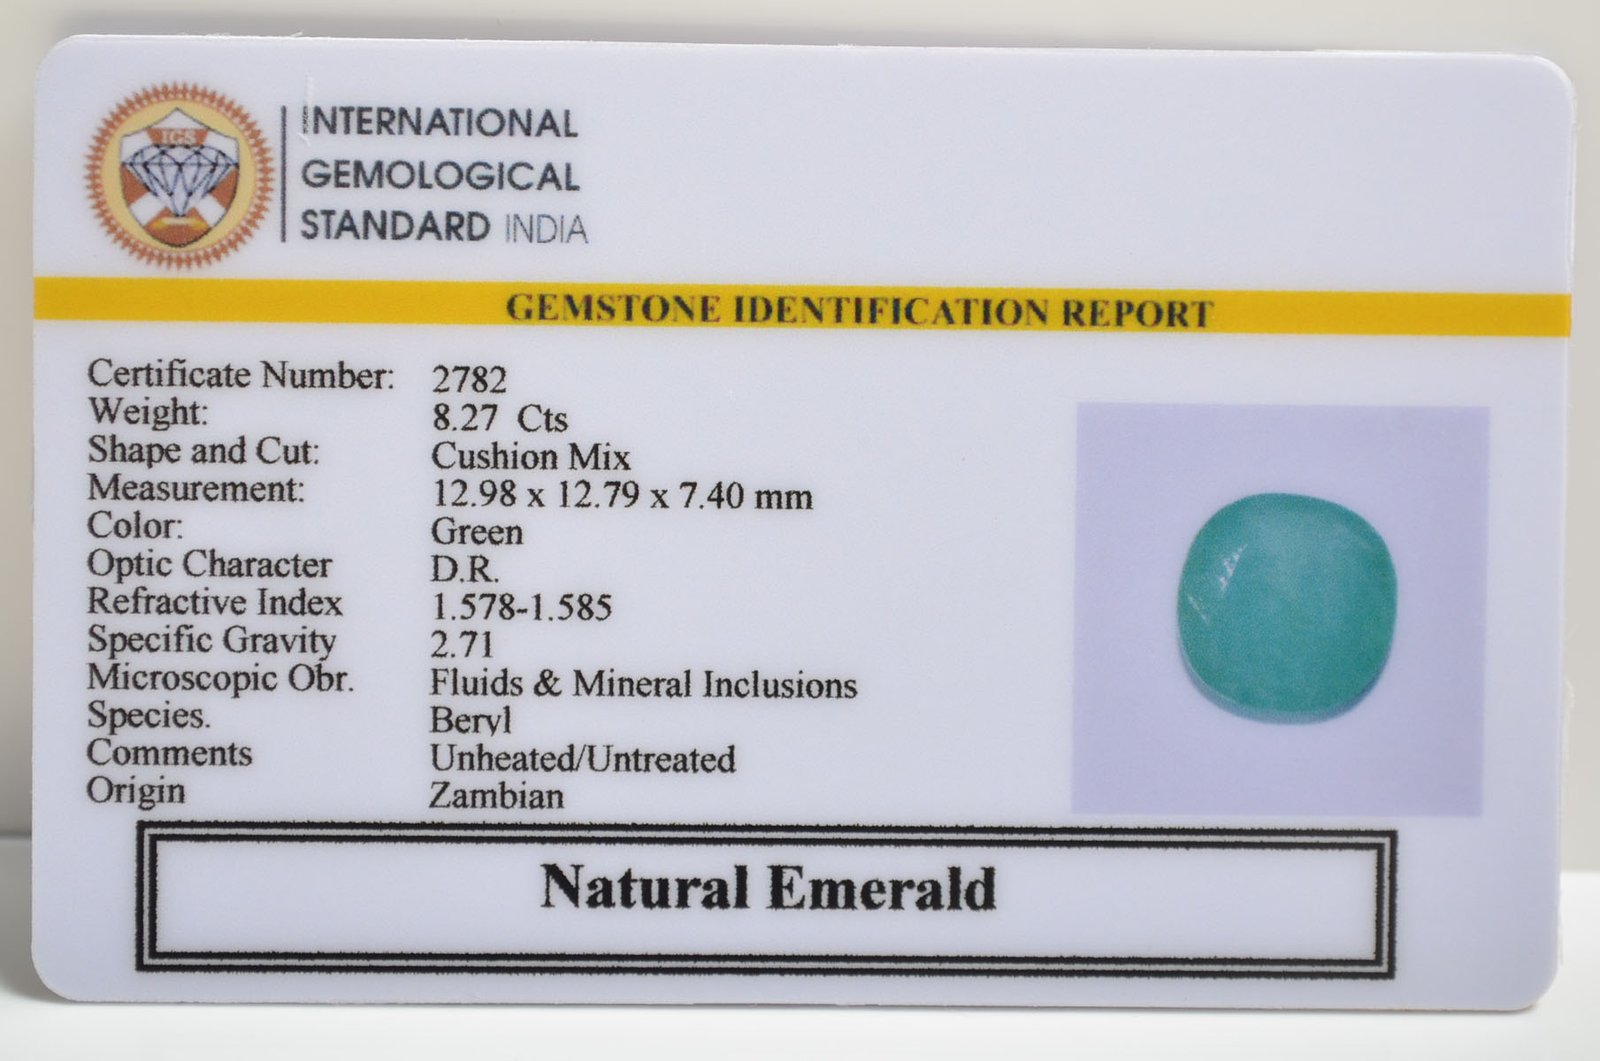 IGS
INTERNATIONAL
GEMOLOGICAL
STANDARD INDIA
GEMSTONE IDENTIFICATION REPORT
Certificate Number: 2782
Weight: 8.27 Cts
Shape and Cut: Cushion Mix
Measurement: 12.98 x 12.79 x 7.40 mm
Color: Green
Optic Character D.R.
Refractive Index 1.578-1.585
Specific Gravity 2.71
Microscopic Obr. Fluids & Mineral Inclusions
Species. Beryl
Comments Unheated/Untreated
Origin Zambian
Natural Emerald